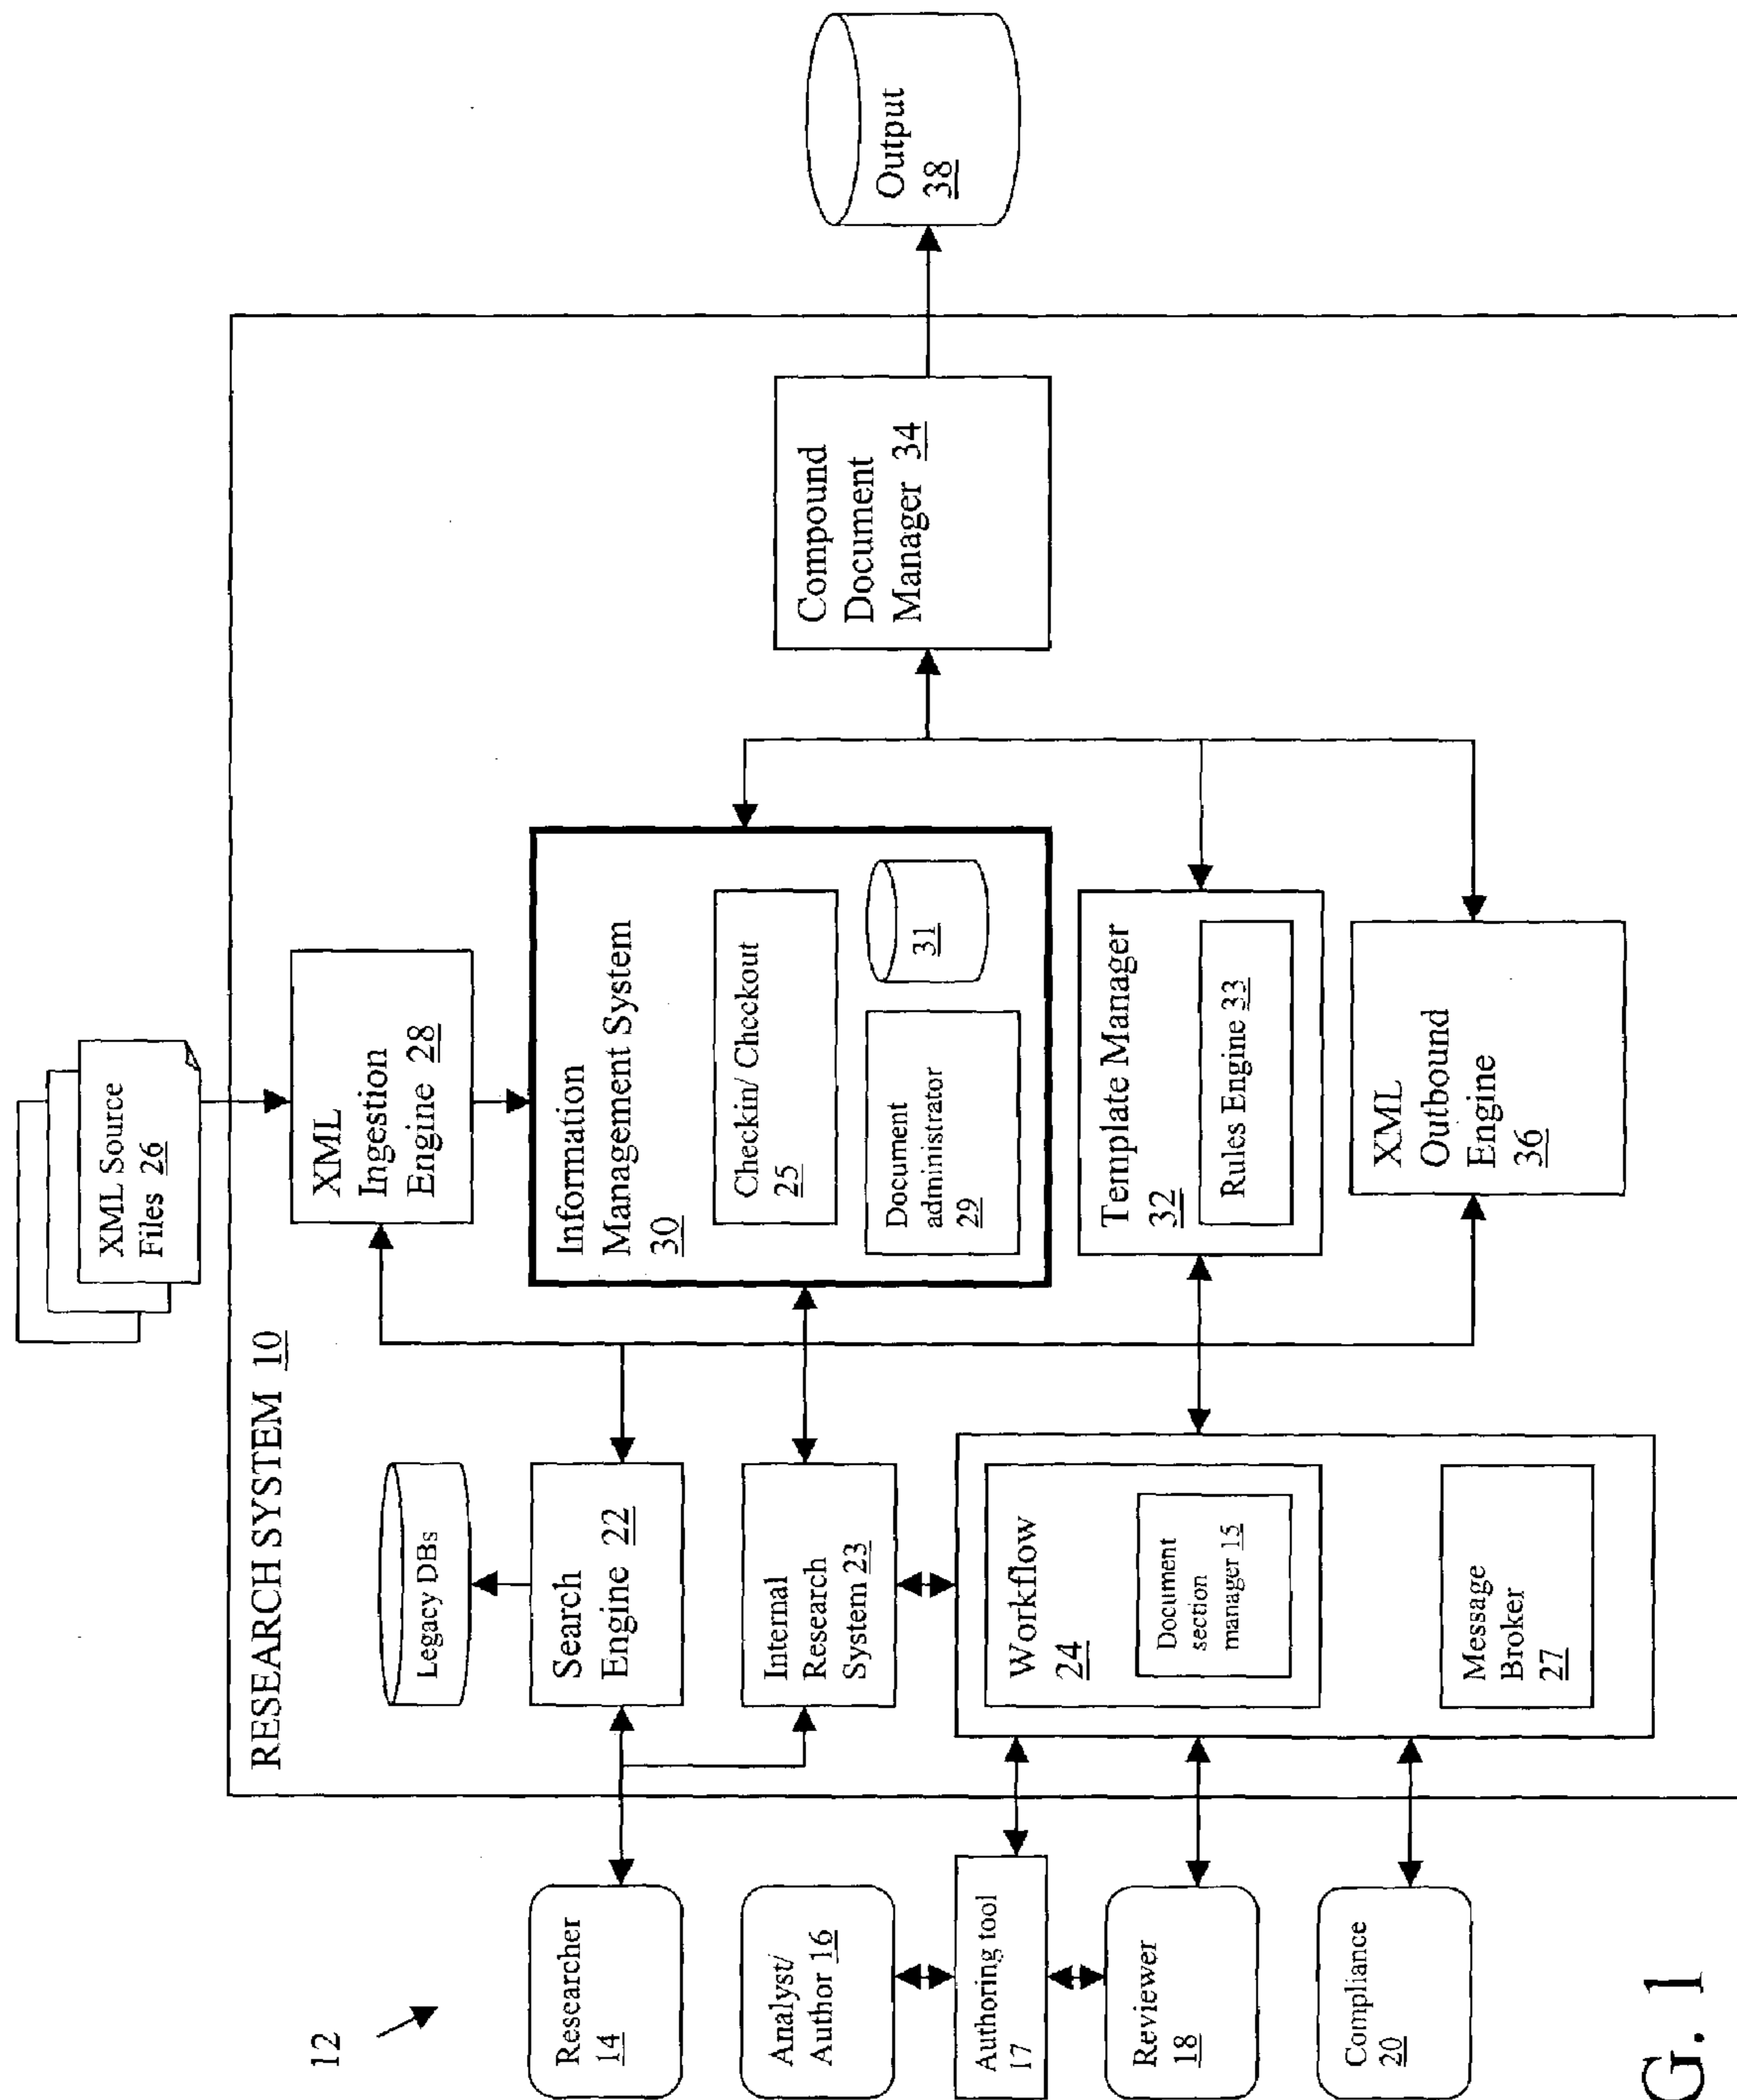 XML Source
Files 26
RESEARCH SYSTEM 10
12
Researcher
14
Analyst/
Author 16
Authoring tool
17
Reviewer
18
Compliance
20
Legacy DBs
Search
Engine 22
Internal
Research
System 23
Workflow
24
Document
section
manager 15
Message
Broker
27
XML
Ingestion
Engine 28
Information
Management System
30
Checkin/ Checkout
25
Document
administrator
29
31
Template Manager
32
Rules Engine 33
XML
Outbound
Engine
36
Compound
Document
Manager 34
Output
38
G. 1